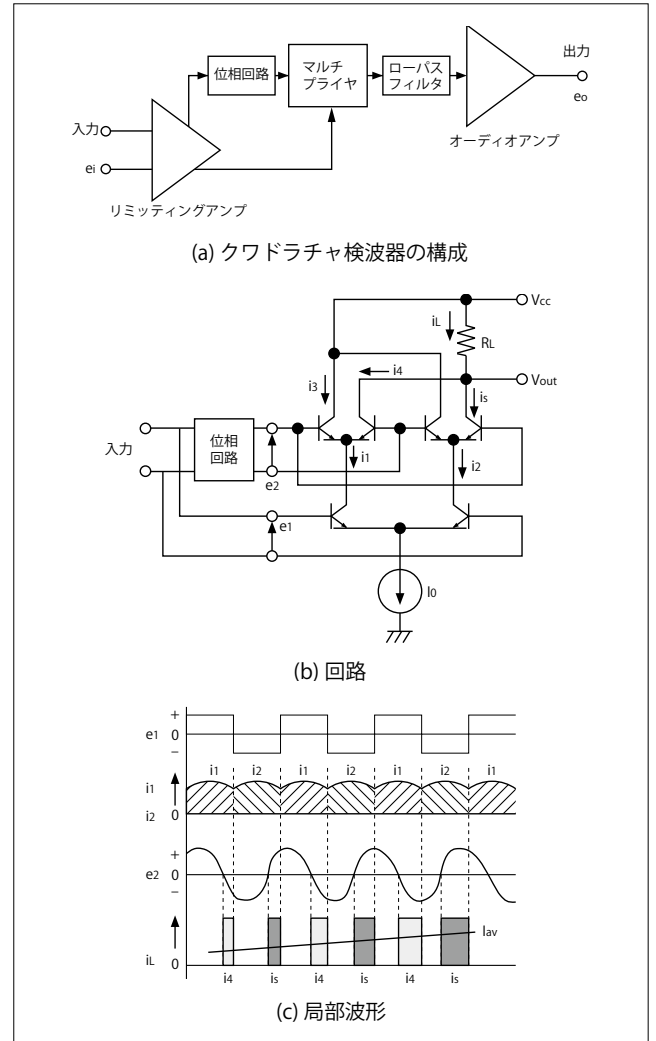 入力
ei
リミッティングアンプ
位相回路
マルチ
プライヤ
ローパス
フィルタ
オーディオアンプ
出力
eo
(a) クワドラチャ検波器の構成
Vcc
iL
RL
Vout
i4
i3
is
入力
位相
回路
e2
i1
i2
e1
I0
(b) 回路
+
e1 0
−
i1 i2 i1 i2 i1 i2 i1
i1
i2 0
+
e2 0
−
Iav
iL 0
i4 is i4 is i4 is
(c) 局部波形